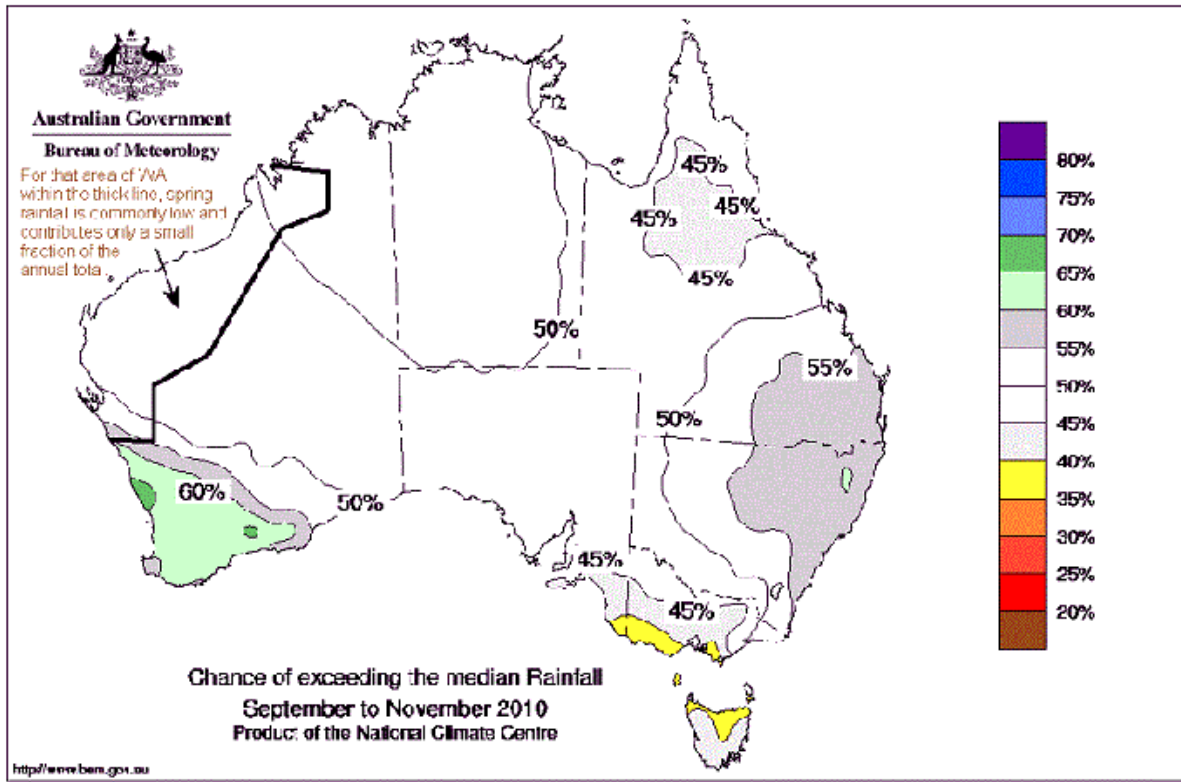 Australian Government
Bureau of Meteorology
For that area of WA
within the thick line, spring
rainfall is commonly low and
contributes only a small
fraction of the
annual total.
45%
45%
45%
45%
50%
55%
50%
60%
50%
45%
45%
80%
75%
70%
65%
60%
55%
50%
45%
40%
35%
30%
25%
20%
Chance of exceeding the median Rainfall
September to November 2010
Product of the National Climate Centre
http://www.bom.gov.au